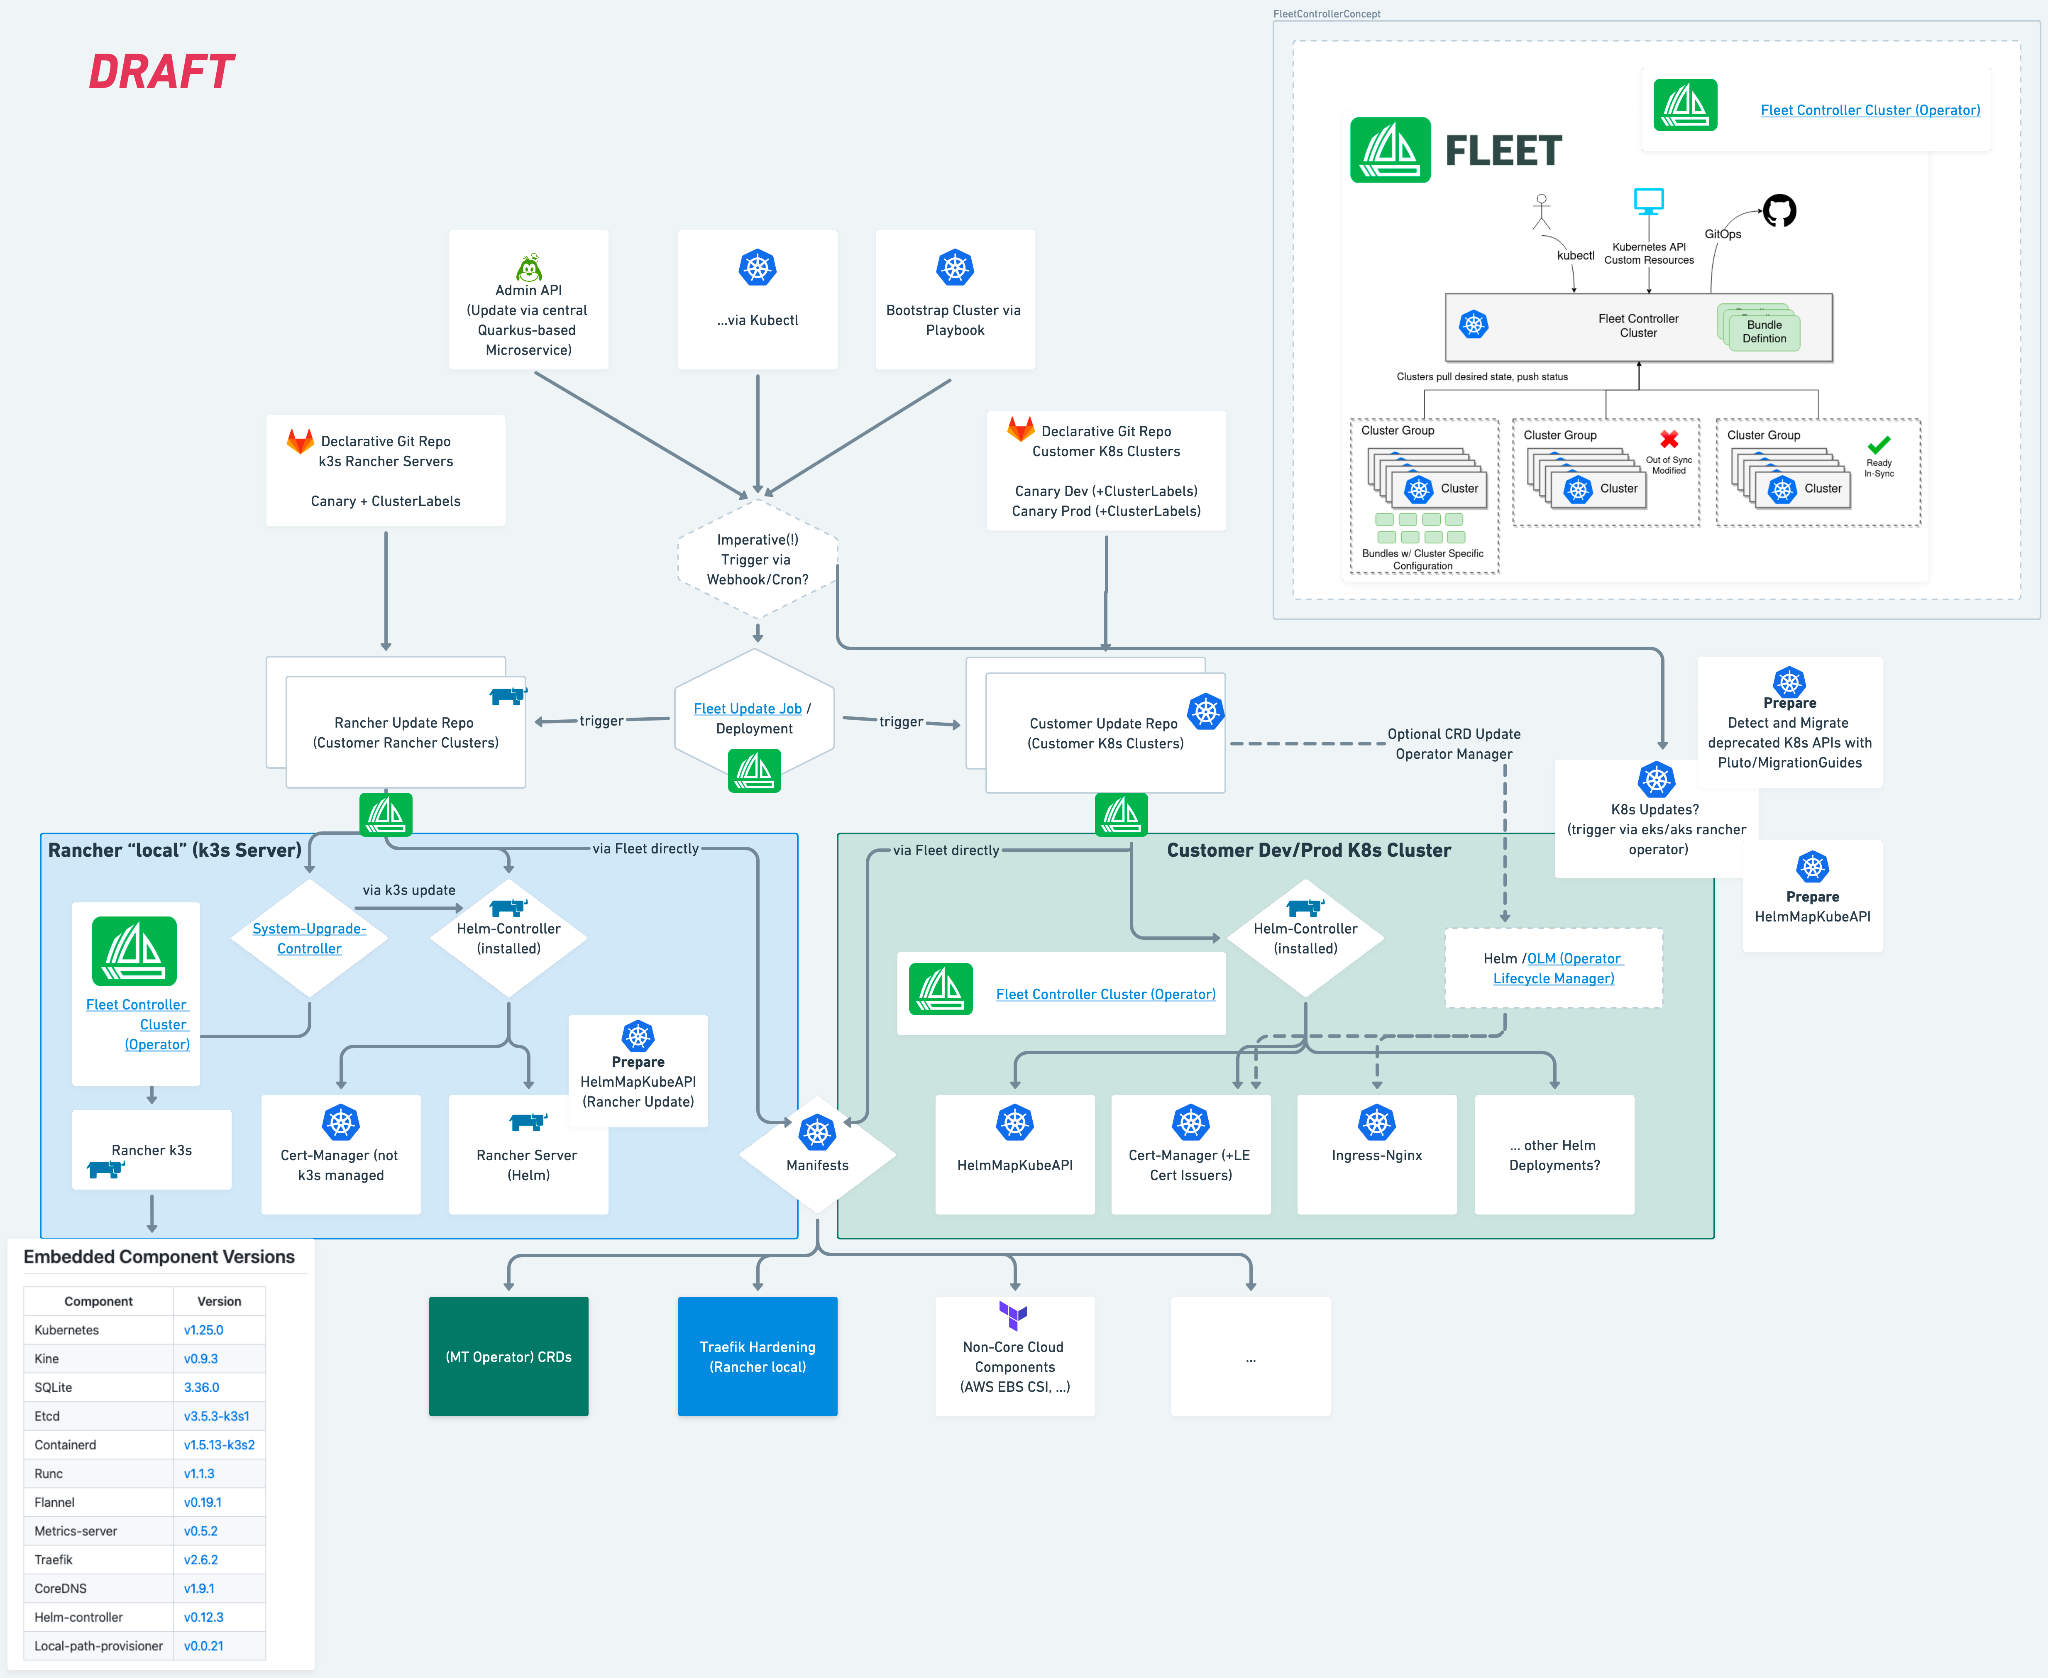 FleetControllerConcept
DRAFT
Fleet Controller Cluster (Operator)
FLEET
kubectl
Kubernetes API
Custom Resources
GitOps
Fleet Controller
Cluster
Bundle
Defintion
Clusters pull desired state, push status
Cluster Group
Cluster
Bundles w/ Cluster Specific
Configuration
Cluster Group
Out of Sync
Modified
Cluster
Cluster Group
Ready
In-Sync
Cluster
Admin API
(Update via central
Quarkus-based
Microservice)
...via Kubectl
Bootstrap Cluster via
Playbook
Declarative Git Repo
k3s Rancher Servers
Canary + ClusterLabels
Declarative Git Repo
Customer K8s Clusters
Canary Dev (+ClusterLabels)
Canary Prod (+ClusterLabels)
Imperative(!)
Trigger via
Webhook/Cron?
Rancher Update Repo
(Customer Rancher Clusters)
trigger
Fleet Update Job /
Deployment
trigger
Customer Update Repo
(Customer K8s Clusters)
Optional CRD Update
Operator Manager
Prepare
Detect and Migrate
deprecated K8s APIs with
Pluto/MigrationGuides
K8s Updates?
(trigger via eks/aks rancher
operator)
Prepare
HelmMapKubeAPI
Rancher “local” (k3s Server)
via Fleet directly
via k3s update
System-Upgrade-
Controller
Helm-Controller
(installed)
Fleet Controller
Cluster
(Operator)
Prepare
HelmMapKubeAPI
(Rancher Update)
Rancher k3s
Cert-Manager (not
k3s managed
Rancher Server
(Helm)
Manifests
via Fleet directly
Customer Dev/Prod K8s Cluster
Helm-Controller
(installed)
Fleet Controller Cluster (Operator)
Helm /OLM (Operator
Lifecycle Manager)
HelmMapKubeAPI
Cert-Manager (+LE
Cert Issuers)
Ingress-Nginx
... other Helm
Deployments?
(MT Operator) CRDs
Traefik Hardening
(Rancher local)
Non-Core Cloud
Components
(AWS EBS CSI, ...)
...
Embedded Component Versions
Component Version
Kubernetes v1.25.0
Kine v0.9.3
SQLite 3.36.0
Etcd v3.5.3-k3s1
Containerd v1.5.13-k3s2
Runc v1.1.3
Flannel v0.19.1
Metrics-server v0.5.2
Traefik v2.6.2
CoreDNS v1.9.1
Helm-controller v0.12.3
Local-path-provisioner v0.0.21